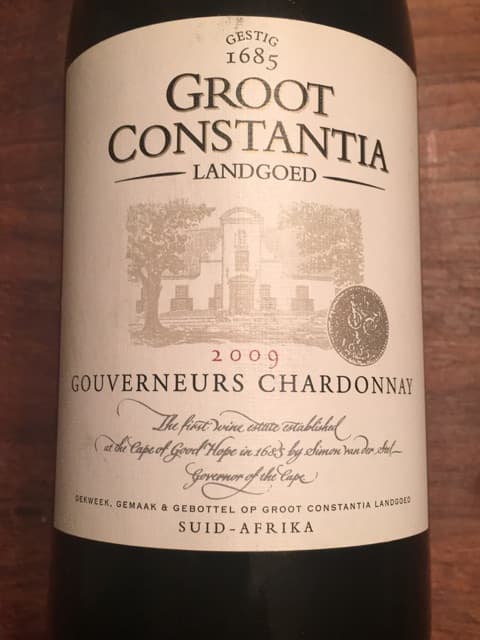 GESTIG
1685
GROOT
CONSTANTIA
LANDGOED
2009
GOUVERNEURS CHARDONNAY
The first wine estate established
at the Cape of Good Hope in 1685 by Simon van der Stel
Governor of the Cape
GEKWEEK, GEMAAK & GEBOTTEL OP GROOT CONSTANTIA LANDGOED
SUID-AFRIKA